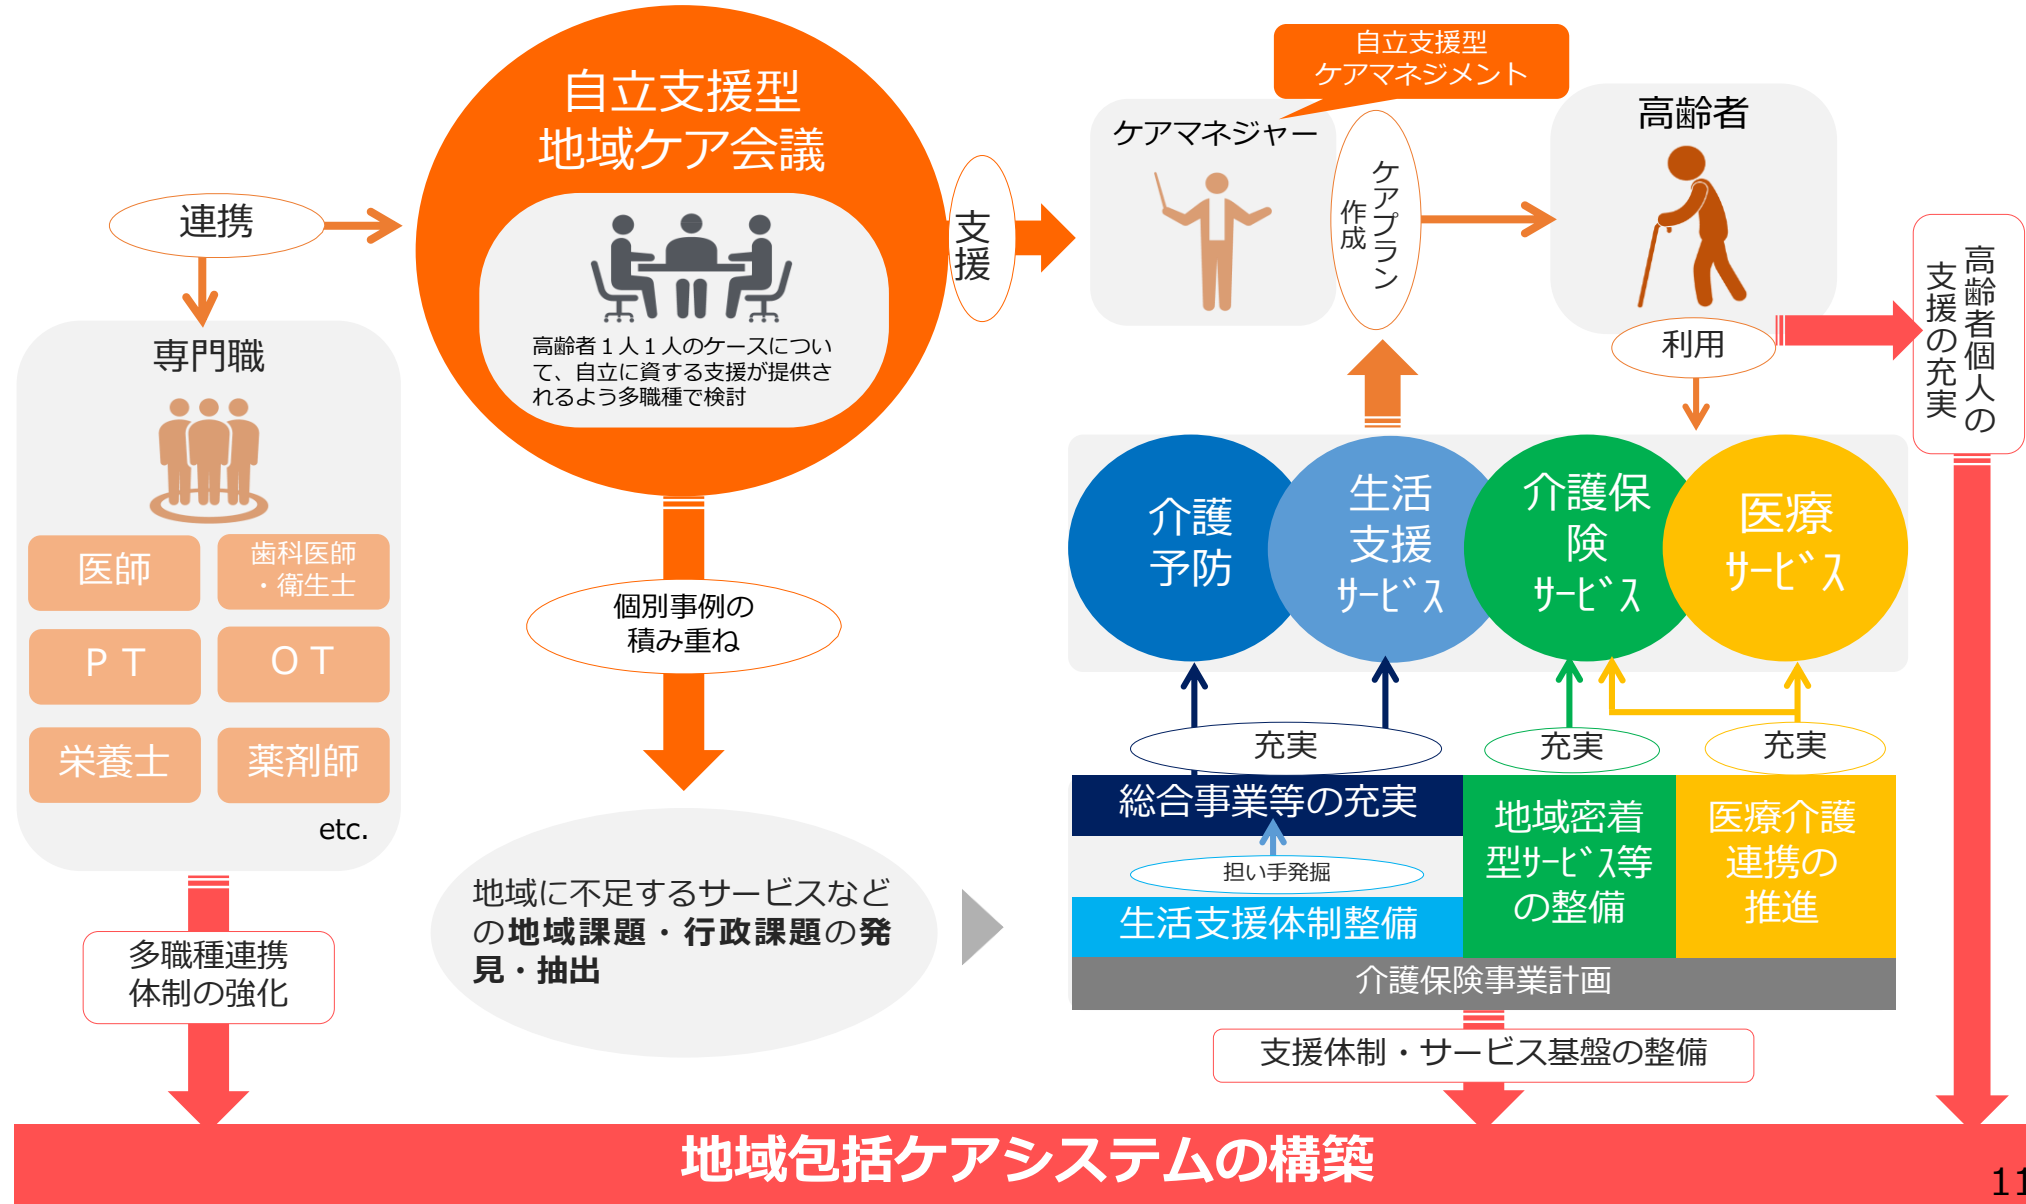 自立支援型
地域ケア会議
高齢者１人１人のケースについ
て、自立に資する支援が提供さ
れるよう多職種で検討
連携
専門職
医師
歯科医師
・衛生士
ＰＴ
ＯＴ
栄養士
薬剤師
etc.
多職種連携
体制の強化
支援
個別事例の
積み重ね
地域に不足するサービスなど
の地域課題・行政課題の発
見・抽出
自立支援型
ケアマネジメント
ケアマネジャー
ケアプラン
作成
高齢者
利用
高齢者個人の
支援の充実
介護
予防
生活
支援
ｻｰﾋﾞｽ
介護保
険
ｻｰﾋﾞｽ
医療
ｻｰﾋﾞｽ
充実
充実
充実
総合事業等の充実
担い手発掘
生活支援体制整備
地域密着
型ｻｰﾋﾞｽ等
の整備
医療介護
連携の
推進
介護保険事業計画
支援体制・サービス基盤の整備
地域包括ケアシステムの構築
11